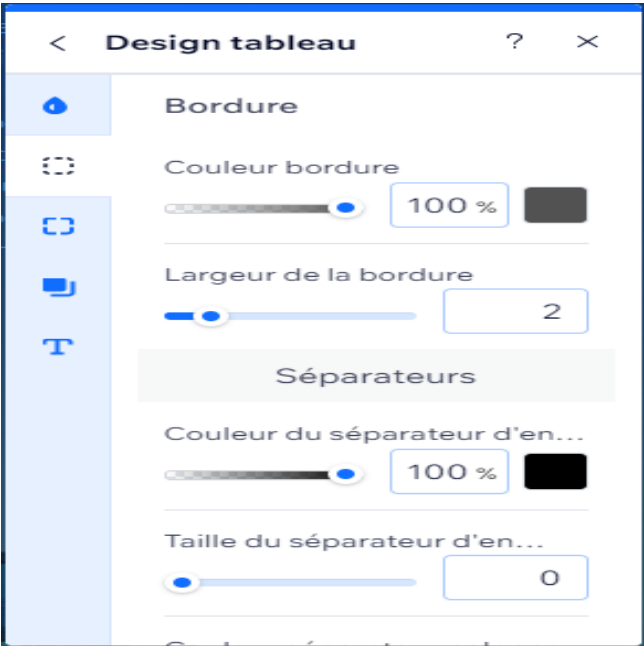 < Design tableau ? ×
Bordure
Couleur bordure
100 %
Largeur de la bordure
2
Séparateurs
Couleur du séparateur d'en...
100 %
Taille du séparateur d'en...
0